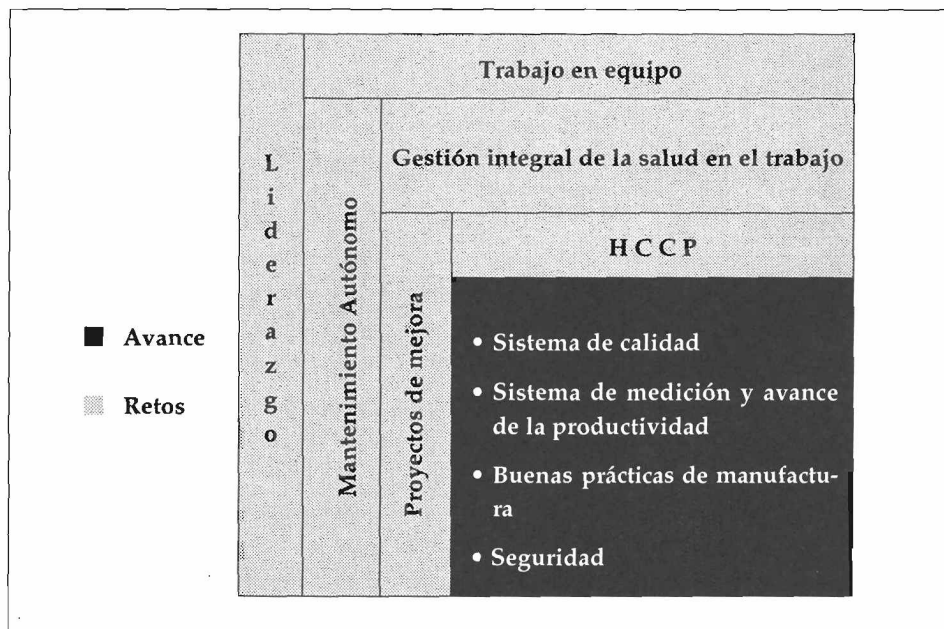 Trabajo en equipo
Liderazgo
Mantenimiento Autónomo
Gestión integral de la salud en el trabajo
Proyectos de mejora
H C C P
■ Avance
Retos
• Sistema de calidad
• Sistema de medición y avance
de la productividad
• Buenas prácticas de manufactu-
ra
• Seguridad